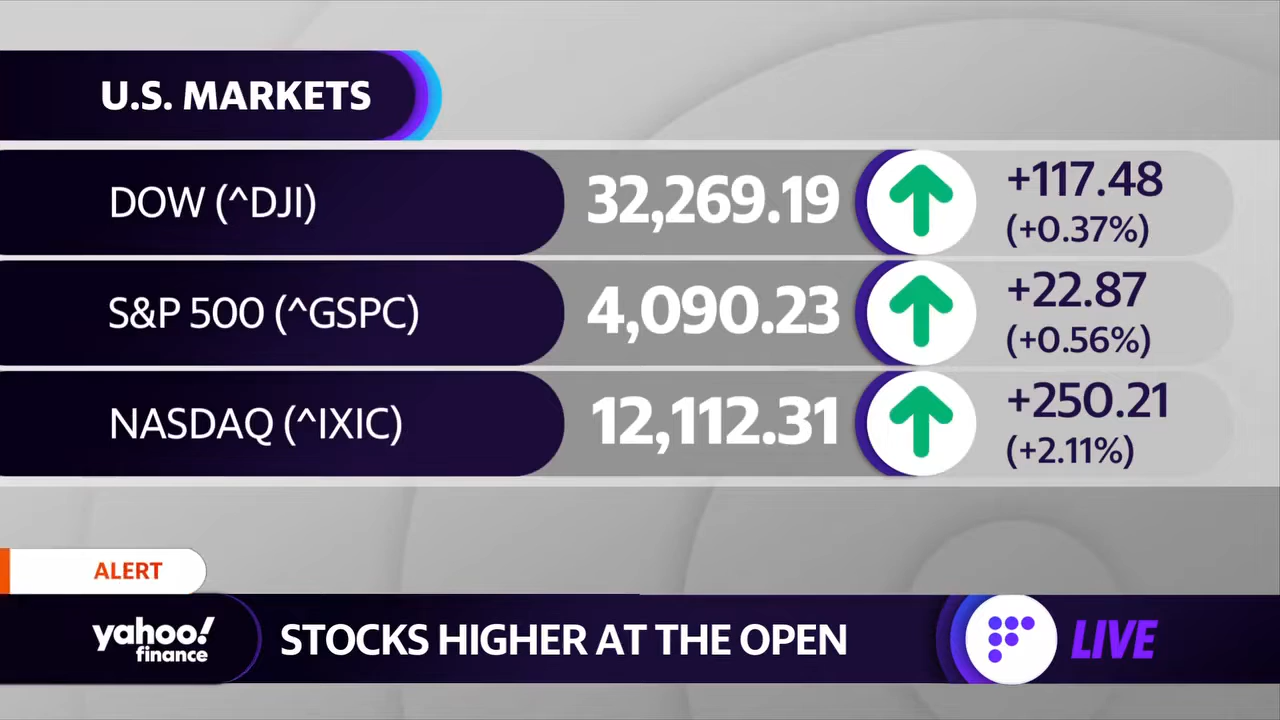 U.S. MARKETS
DOW (^DJI) 32,269.19 +117.48
(+0.37%)
S&P 500 (^GSPC) 4,090.23 +22.87
(+0.56%)
NASDAQ (^IXIC) 12,112.31 +250.21
(+2.11%)
ALERT
yahoo!
finance
STOCKS HIGHER AT THE OPEN
LIVE